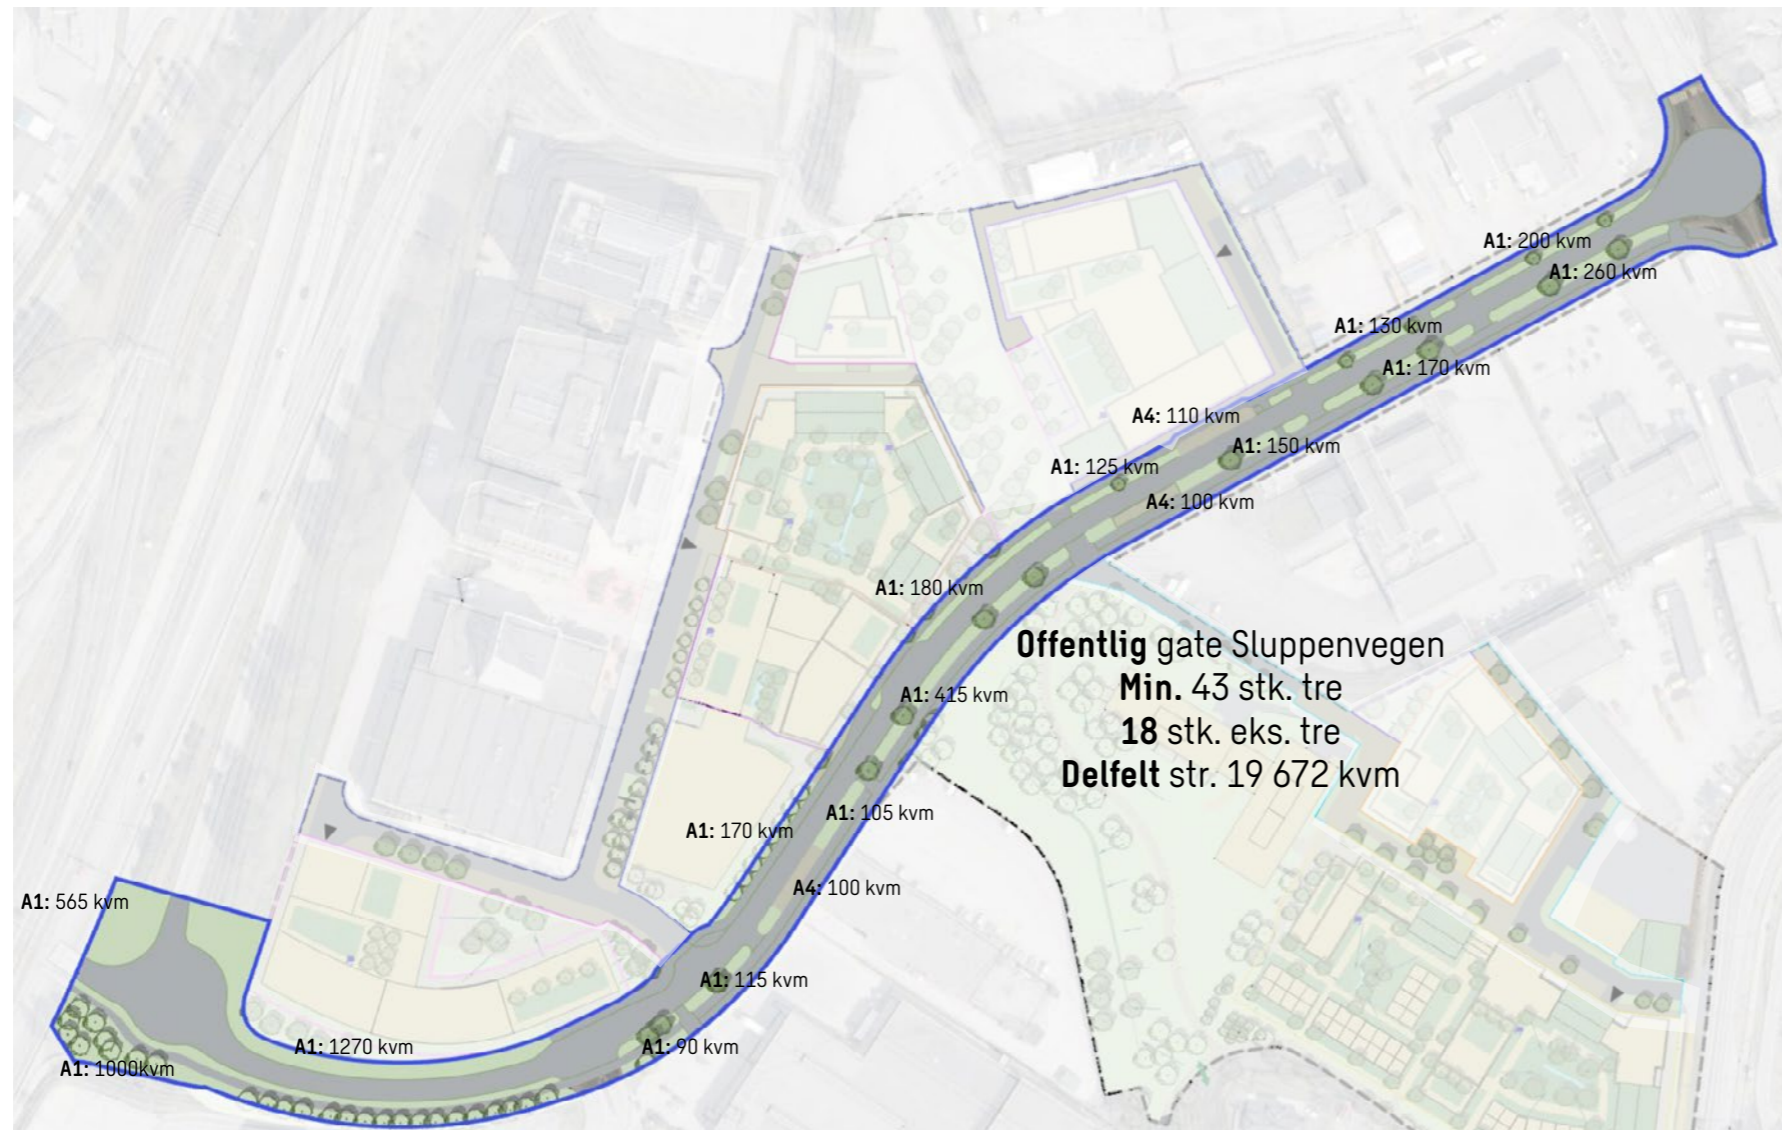 A1: 200 kvm
A1: 260 kvm
A1: 130 kvm
A1: 170 kvm
A4: 110 kvm
A1: 150 kvm
A1: 125 kvm
A4: 100 kvm
A1: 180 kvm
Offentlig gate Sluppenvegen
Min. 43 stk. tre
18 stk. eks. tre
Delfelt str. 19 672 kvm
A1: 415 kvm
A1: 105 kvm
A1: 170 kvm
A4: 100 kvm
A1: 565 kvm
A1: 115 kvm
A1: 1270 kvm
A1: 90 kvm
A1: 1000kvm